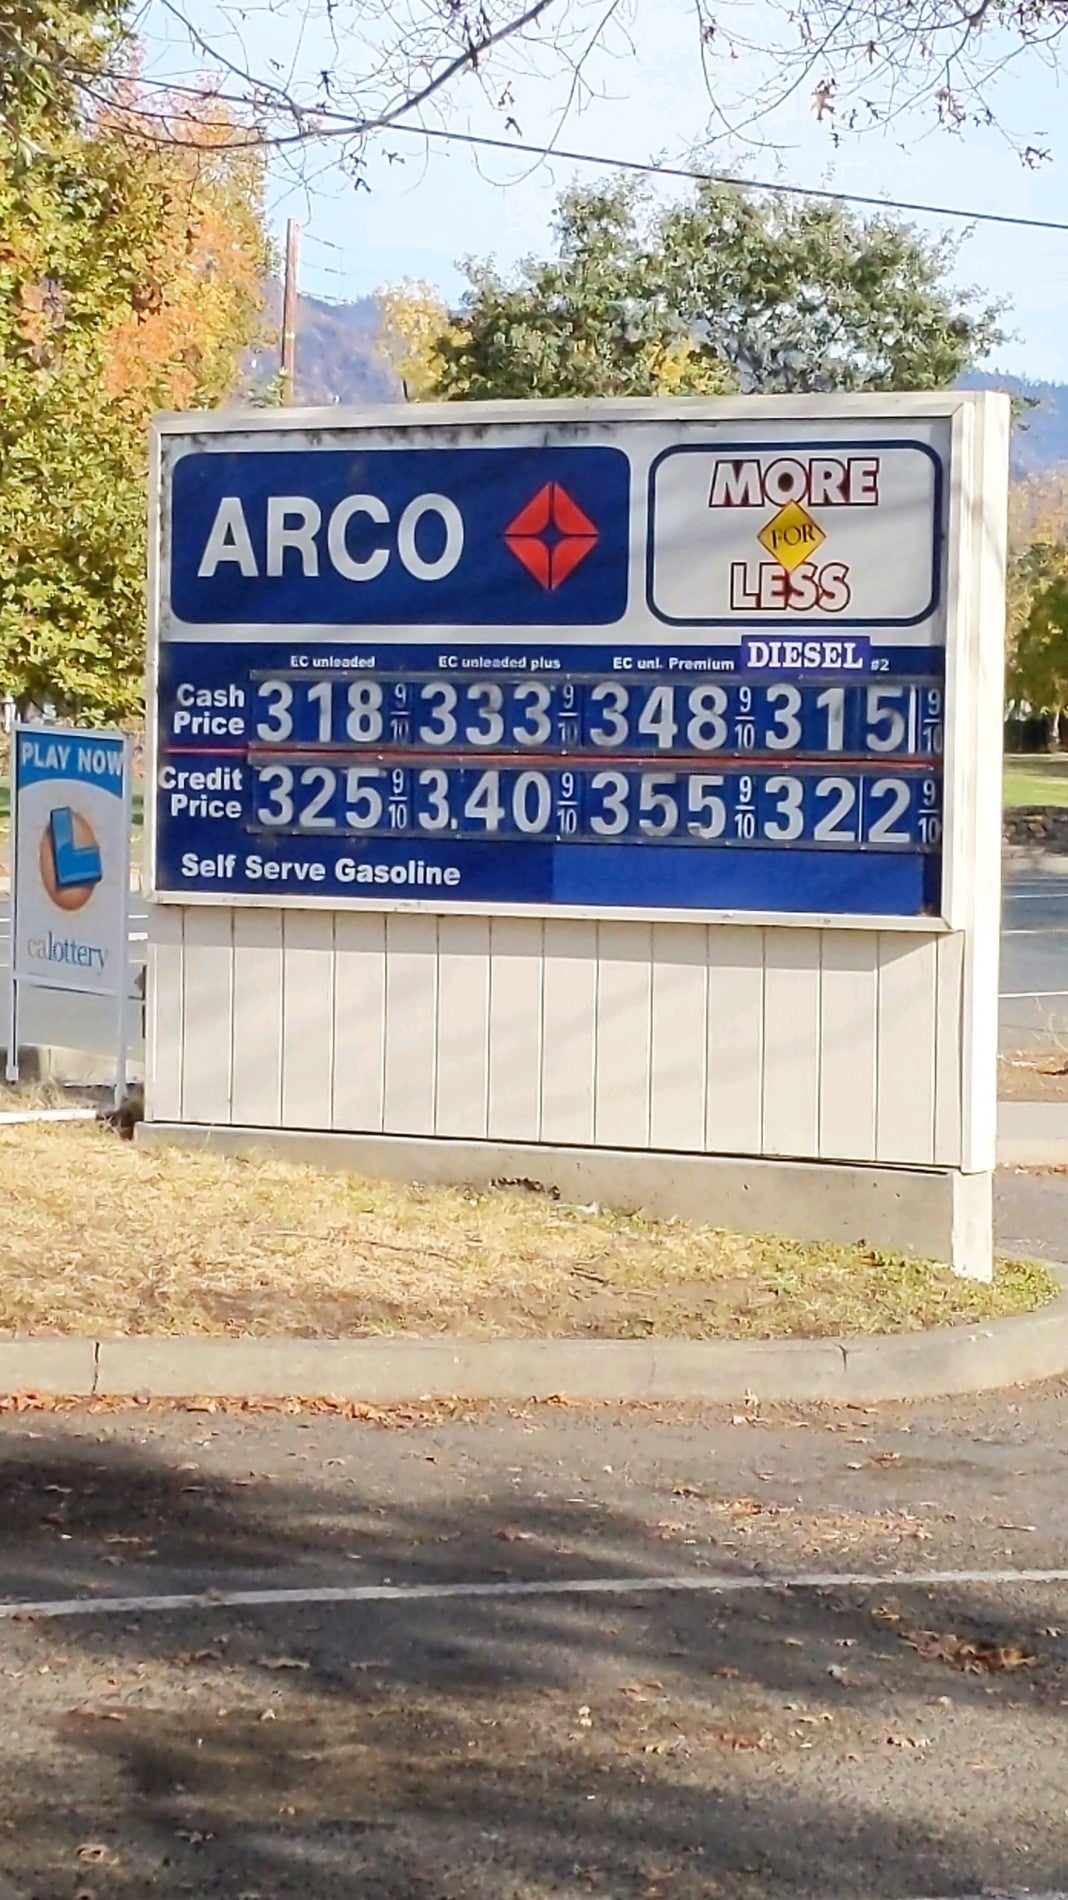 ARCO
MORE
FOR
LESS
EC unleaded EC unleaded plus EC unl. Premium DIESEL #2
Cash Price 318 9/10 333 9/10 348 9/10 315 9/10
Credit Price 325 9/10 3.40 9/10 355 9/10 322 9/10
Self Serve Gasoline
PLAY NOW
calottery